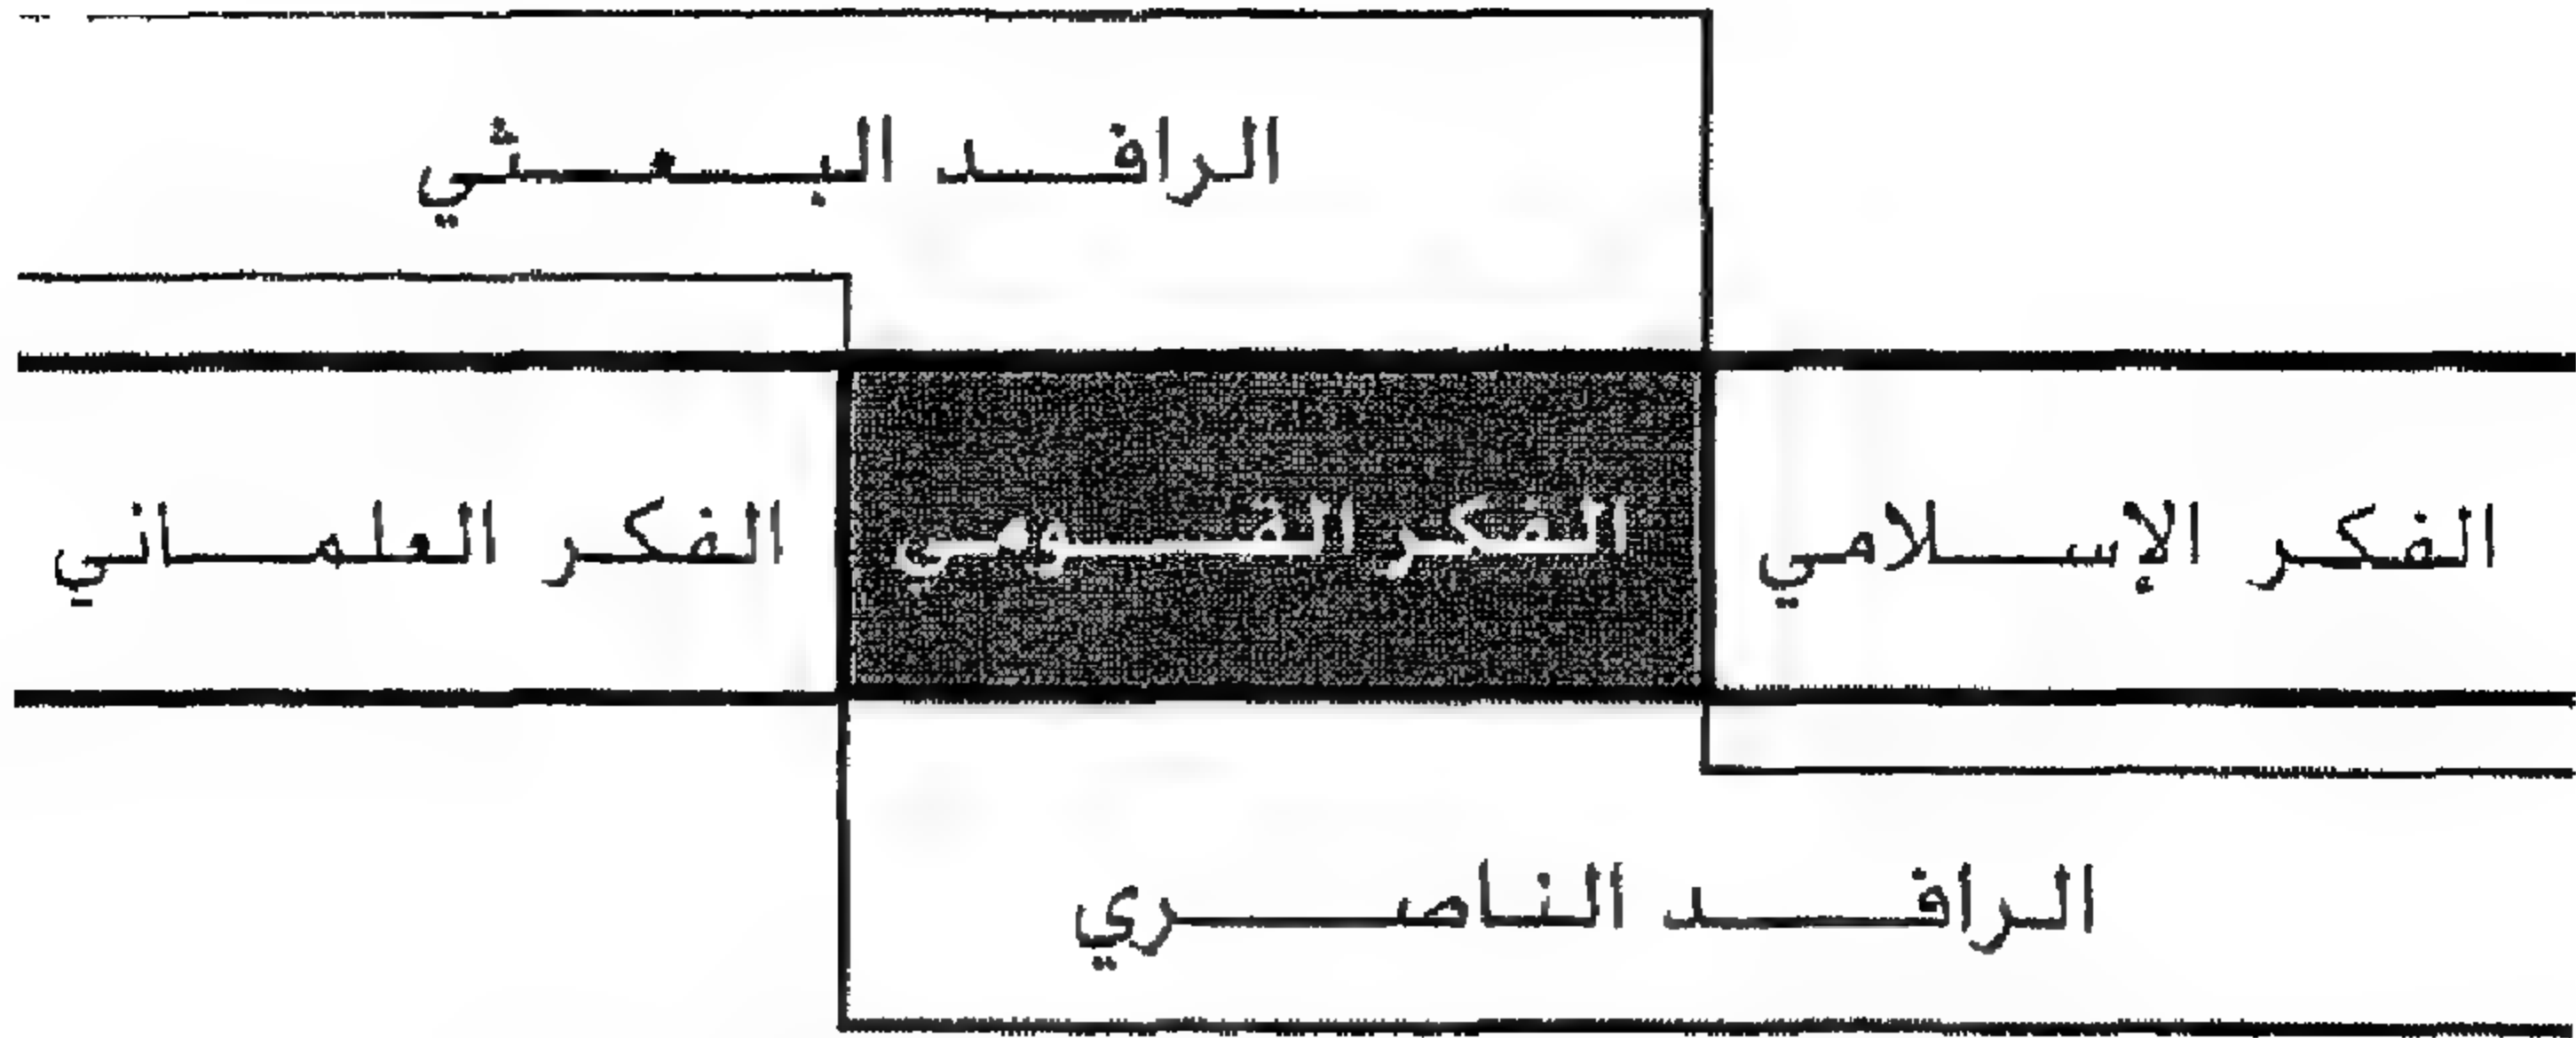 الرافد البعثي
الفكر الإسلامي
الفكر القومي
الفكر العلماني
الرافد الناصري